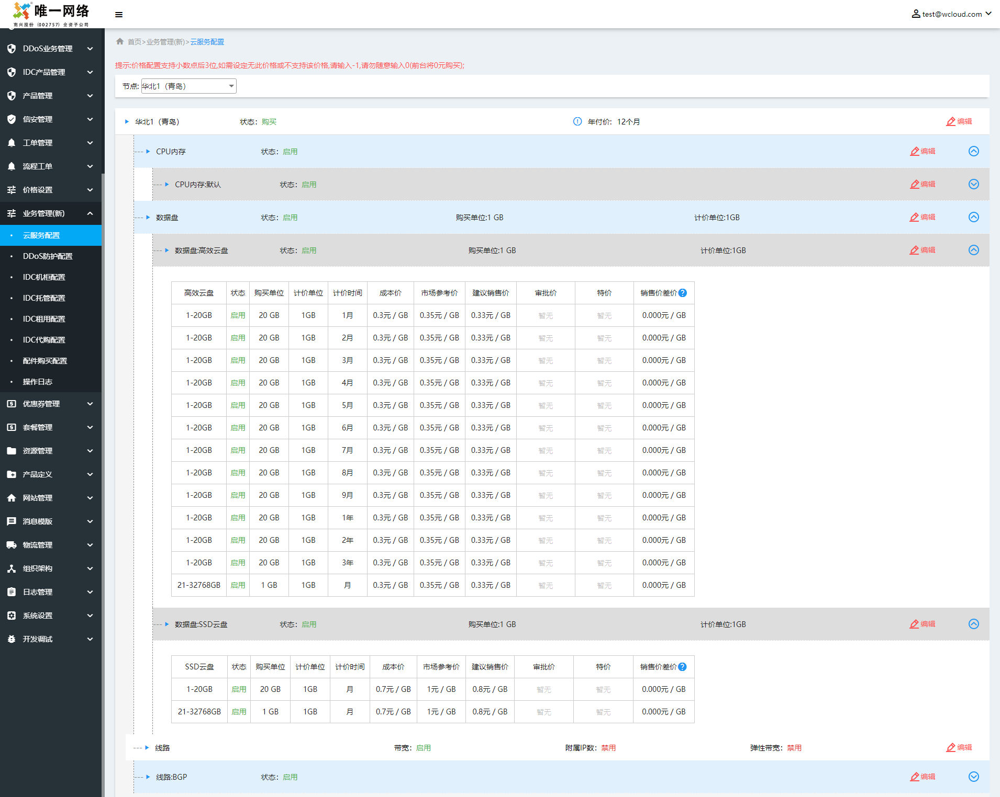 唯一网络
南兴股份（002757）全资子公司
test@wcloud.com
DDoS业务管理
IDC产品管理
产品管理
信安管理
工单管理
流程工单
价格设置
业务管理(新)
云服务配置
DDoS防护配置
IDC机柜配置
IDC托管配置
IDC租用配置
IDC代购配置
配件购买配置
操作日志
优惠券管理
套餐管理
资源管理
产品定义
网站管理
消息模版
物流管理
组织架构
日志管理
系统设置
开发调试
首页>业务管理(新)>云服务配置
提示:价格配置支持小数点后3位,如需设定无此价格或不支持该价格,请输入-1,请勿随意输入0(前台将0元购买);
节点: 华北1（青岛）
华北1（青岛） 状态：购买 年付价: 12个月 编辑
CPU内存 状态：启用 编辑
CPU内存:默认 状态：启用 编辑
数据盘 状态：启用 购买单位:1 GB 计价单位:1GB 编辑
数据盘:高效云盘 状态：启用 购买单位:1 GB 计价单位:1GB 编辑
高效云盘 状态 购买单位 计价单位 计价时间 成本价 市场参考价 建议销售价 审批价 特价 销售价差价?
1-20GB 启用 20 GB 1GB 1月 0.3元 / GB 0.35元 / GB 0.33元 / GB 暂无 暂无 0.000元 / GB
1-20GB 启用 20 GB 1GB 2月 0.3元 / GB 0.35元 / GB 0.33元 / GB 暂无 暂无 0.000元 / GB
1-20GB 启用 20 GB 1GB 3月 0.3元 / GB 0.35元 / GB 0.33元 / GB 暂无 暂无 0.000元 / GB
1-20GB 启用 20 GB 1GB 4月 0.3元 / GB 0.35元 / GB 0.33元 / GB 暂无 暂无 0.000元 / GB
1-20GB 启用 20 GB 1GB 5月 0.3元 / GB 0.35元 / GB 0.33元 / GB 暂无 暂无 0.000元 / GB
1-20GB 启用 20 GB 1GB 6月 0.3元 / GB 0.35元 / GB 0.33元 / GB 暂无 暂无 0.000元 / GB
1-20GB 启用 20 GB 1GB 7月 0.3元 / GB 0.35元 / GB 0.33元 / GB 暂无 暂无 0.000元 / GB
1-20GB 启用 20 GB 1GB 8月 0.3元 / GB 0.35元 / GB 0.33元 / GB 暂无 暂无 0.000元 / GB
1-20GB 启用 20 GB 1GB 9月 0.3元 / GB 0.35元 / GB 0.33元 / GB 暂无 暂无 0.000元 / GB
1-20GB 启用 20 GB 1GB 1年 0.3元 / GB 0.35元 / GB 0.33元 / GB 暂无 暂无 0.000元 / GB
1-20GB 启用 20 GB 1GB 2年 0.3元 / GB 0.35元 / GB 0.33元 / GB 暂无 暂无 0.000元 / GB
1-20GB 启用 20 GB 1GB 3年 0.3元 / GB 0.35元 / GB 0.33元 / GB 暂无 暂无 0.000元 / GB
21-32768GB 启用 1 GB 1GB 月 0.3元 / GB 0.35元 / GB 0.33元 / GB 暂无 暂无 0.000元 / GB
数据盘:SSD云盘 状态：启用 购买单位:1 GB 计价单位:1GB 编辑
SSD云盘 状态 购买单位 计价单位 计价时间 成本价 市场参考价 建议销售价 审批价 特价 销售价差价?
1-20GB 启用 20 GB 1GB 月 0.7元 / GB 1元 / GB 0.8元 / GB 暂无 暂无 0.000元 / GB
21-32768GB 启用 1 GB 1GB 月 0.7元 / GB 1元 / GB 0.8元 / GB 暂无 暂无 0.000元 / GB
线路 带宽：启用 附属IP数：禁用 弹性带宽：禁用 编辑
线路:BGP 状态：启用 编辑